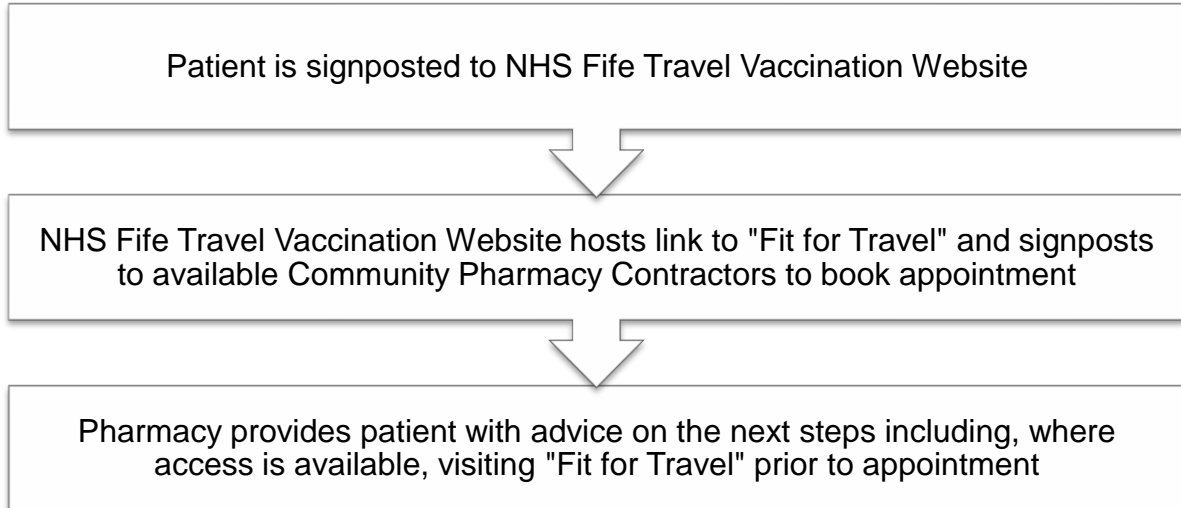 Patient is signposted to NHS Fife Travel Vaccination Website
NHS Fife Travel Vaccination Website hosts link to "Fit for Travel" and signposts
to available Community Pharmacy Contractors to book appointment
Pharmacy provides patient with advice on the next steps including, where
access is available, visiting "Fit for Travel" prior to appointment